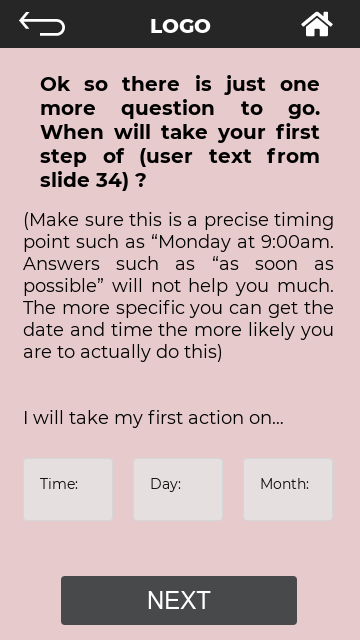 LOGO
Ok so there is just one
more question to go.
When will take your first
step of (user text from
slide 34) ?
(Make sure this is a precise timing
point such as “Monday at 9:00am.
Answers such as “as soon as
possible” will not help you much.
The more specific you can get the
date and time the more likely you
are to actually do this)
I will take my first action on...
Time: Day: Month:
NEXT